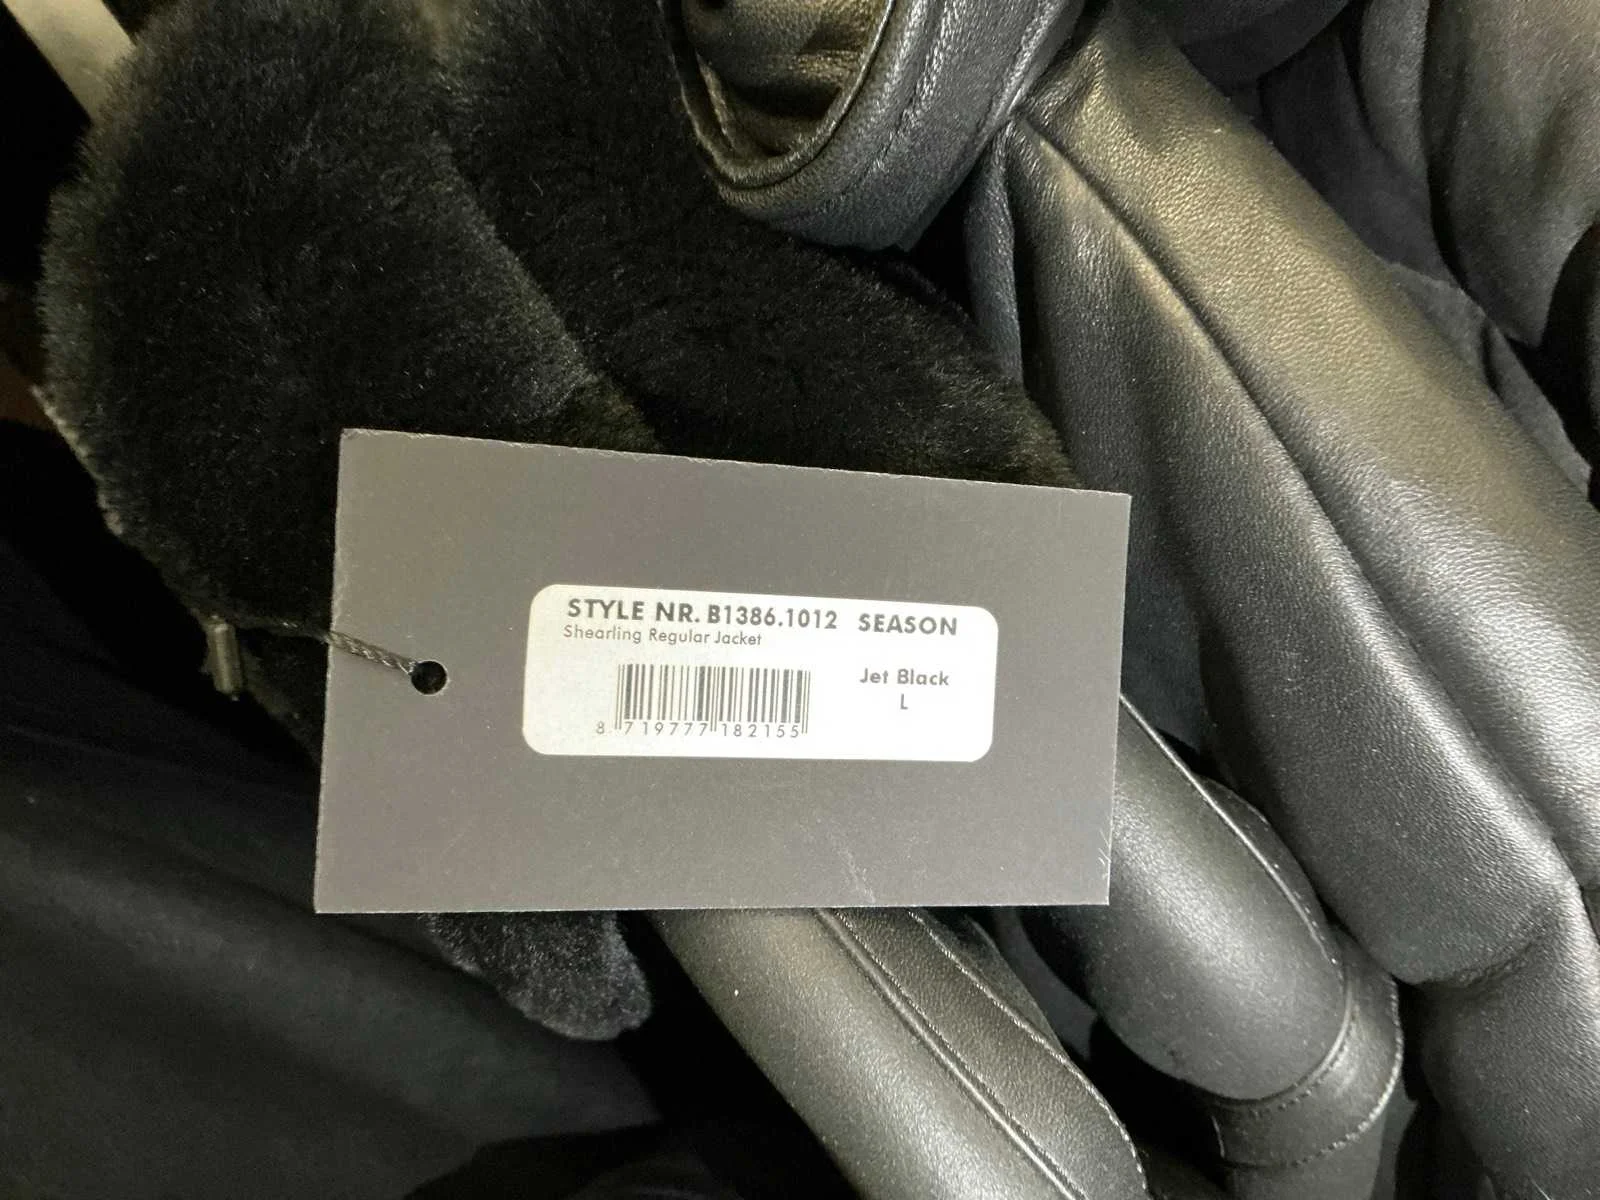 STYLE NR. B1386.1012 SEASON
Shearling Regular Jacket
Jet Black
L
8 719777 182155